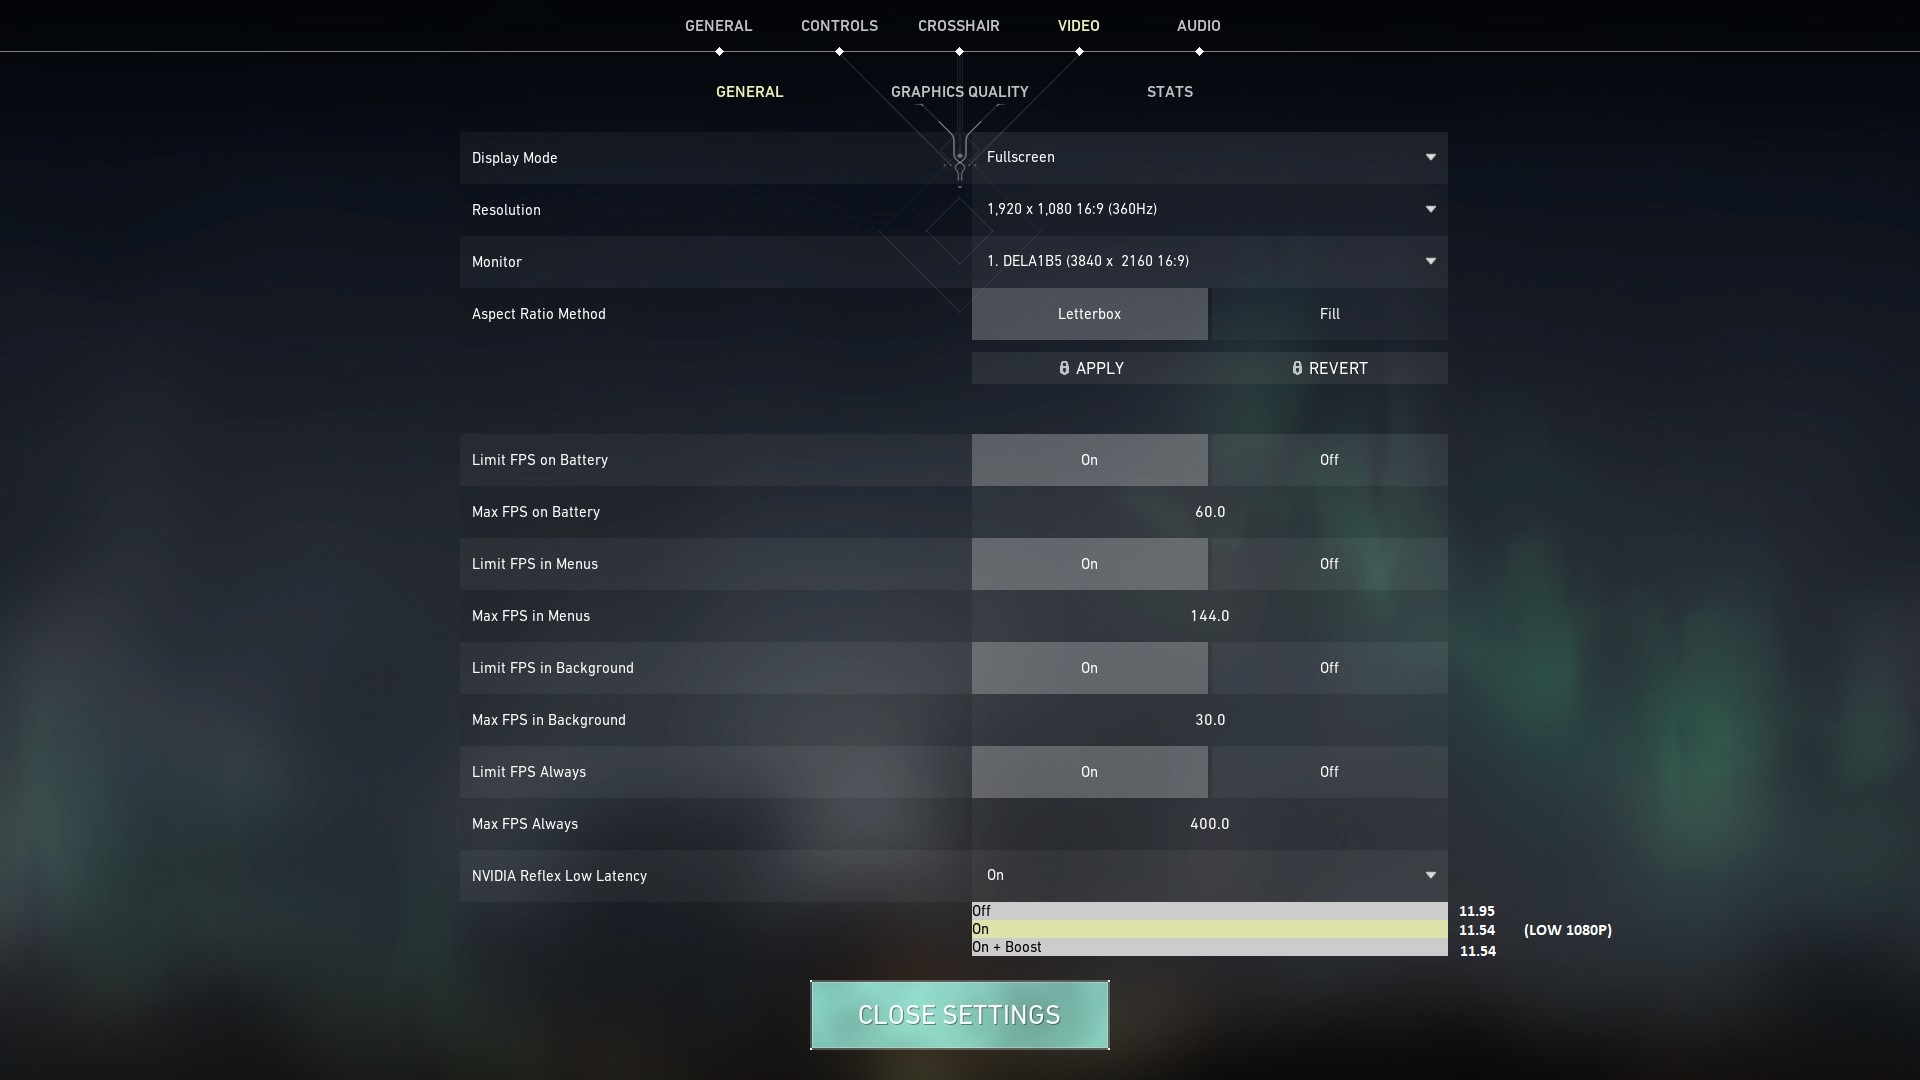 GENERAL CONTROLS CROSSHAIR VIDEO AUDIO
GENERAL GRAPHICS QUALITY STATS
Display Mode Fullscreen
Resolution 1,920 x 1,080 16:9 (360Hz)
Monitor 1. DELA1B5 (3840 x 2160 16:9)
Aspect Ratio Method Letterbox Fill
APPLY REVERT
Limit FPS on Battery On Off
Max FPS on Battery 60.0
Limit FPS in Menus On Off
Max FPS in Menus 144.0
Limit FPS in Background On Off
Max FPS in Background 30.0
Limit FPS Always On Off
Max FPS Always 400.0
NVIDIA Reflex Low Latency On
Off 11.95
On 11.54 (LOW 1080P)
On + Boost 11.54
CLOSE SETTINGS